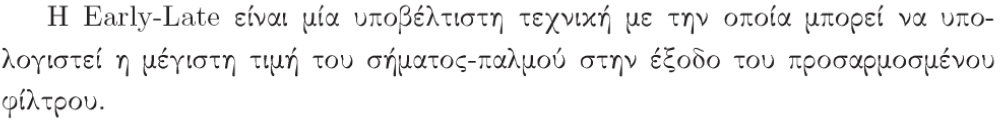 Η Early-Late είναι μία υποβέλτιστη τεχνική με την οποία μπορεί να υπο-
λογιστεί η μέγιστη τιμή του σήματος-παλμού στην έξοδο του προσαρμοσμένου
φίλτρου.